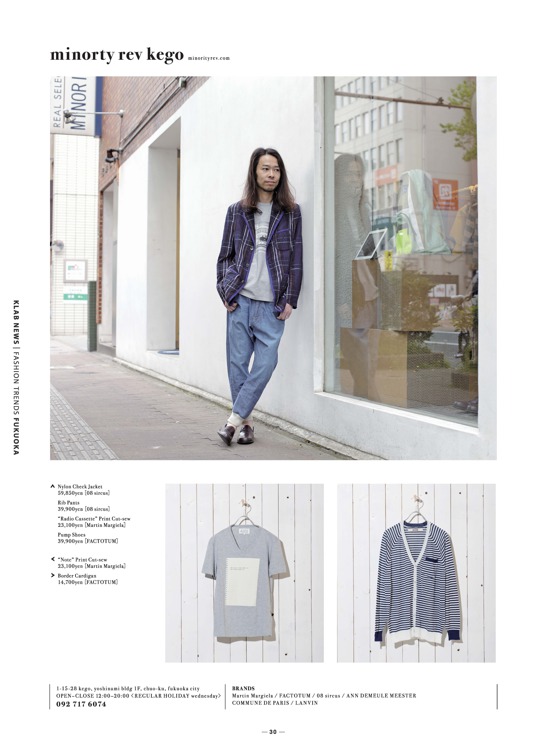 minorty rev kego minorityrev.com
REAL SELE
MINORI
KLAB NEWS | FASHION TRENDS FUKUOKA
Nylon Check Jacket
59,850yen [08 sircus]
Rib Pants
39,900yen [08 sircus]
"Radio Cassette" Print Cut-sew
23,100yen [Martin Margiela]
Pump Shoes
39,900yen [FACTOTUM]
"Note" Print Cut-sew
23,100yen [Martin Margiela]
Border Cardigan
14,700yen [FACTOTUM]
1-15-28 kego, yoshinami bldg 1F, chuo-ku, fukuoka city
OPEN-CLOSE 12:00-20:00 <REGULAR HOLIDAY wednesday>
092 717 6074
BRANDS
Martin Margiela / FACTOTUM / 08 sircus / ANN DEMEULE MEESTER
COMMUNE DE PARIS / LANVIN
— 30 —